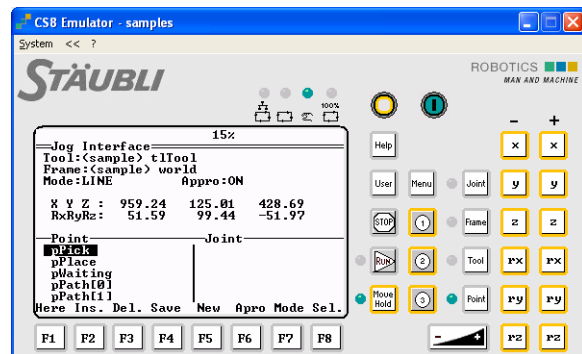 CS8 Emulator - samples
System << ?
STÄUBLI
ROBOTICS
MAN AND MACHINE
100%
15%
Jog Interface
Tool:(sample) tlTool
Frame:(sample) world
Mode:LINE Appro:ON
X Y Z : 959.24 125.01 428.69
RxRyRz: 51.59 99.44 -51.97
Point Joint
pPick
pPlace
pWaiting
pPath[0]
pPath[1]
Here Ins. Del. Save New Apro Mode Sel.
F1 F2 F3 F4 F5 F6 F7 F8
Help
User Menu Joint
STOP 1 Frame
RUN 2 Tool
Move Hold 3 Point
- +
- +
x x
y y
z z
rx rx
ry ry
rz rz